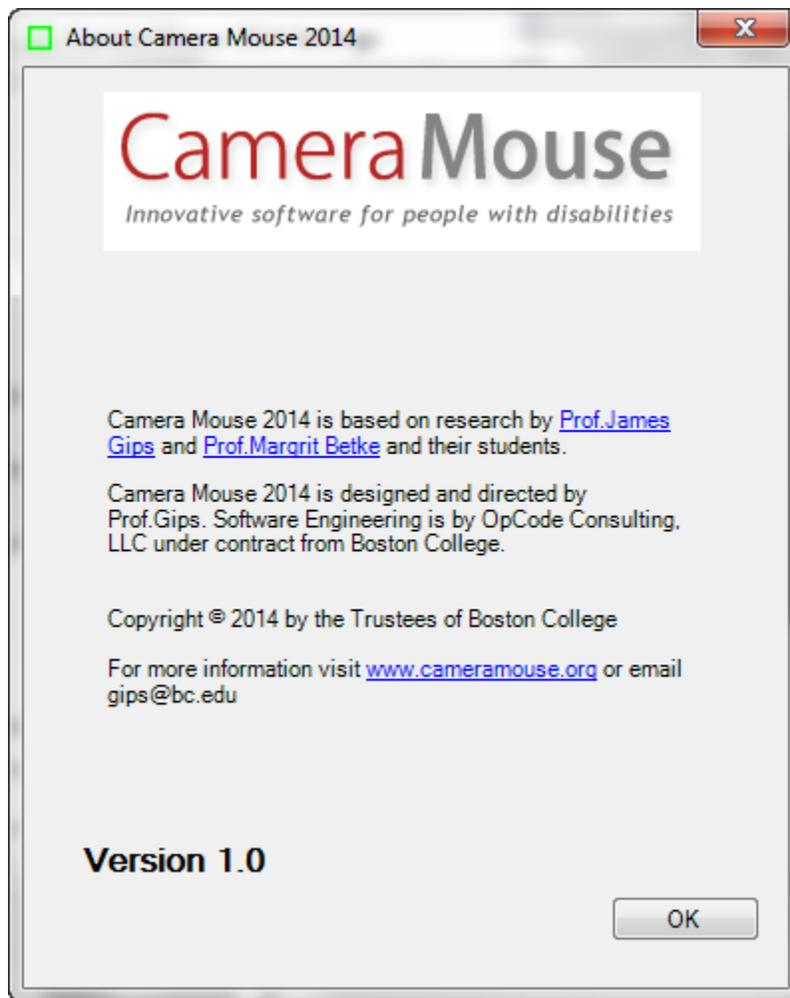 About Camera Mouse 2014
X
CameraMouse
Innovative software for people with disabilities
Camera Mouse 2014 is based on research by Prof.James
Gips and Prof.Margrit Betke and their students.
Camera Mouse 2014 is designed and directed by
Prof.Gips. Software Engineering is by OpCode Consulting,
LLC under contract from Boston College.
Copyright © 2014 by the Trustees of Boston College
For more information visit www.cameramouse.org or email
gips@bc.edu
Version 1.0
OK